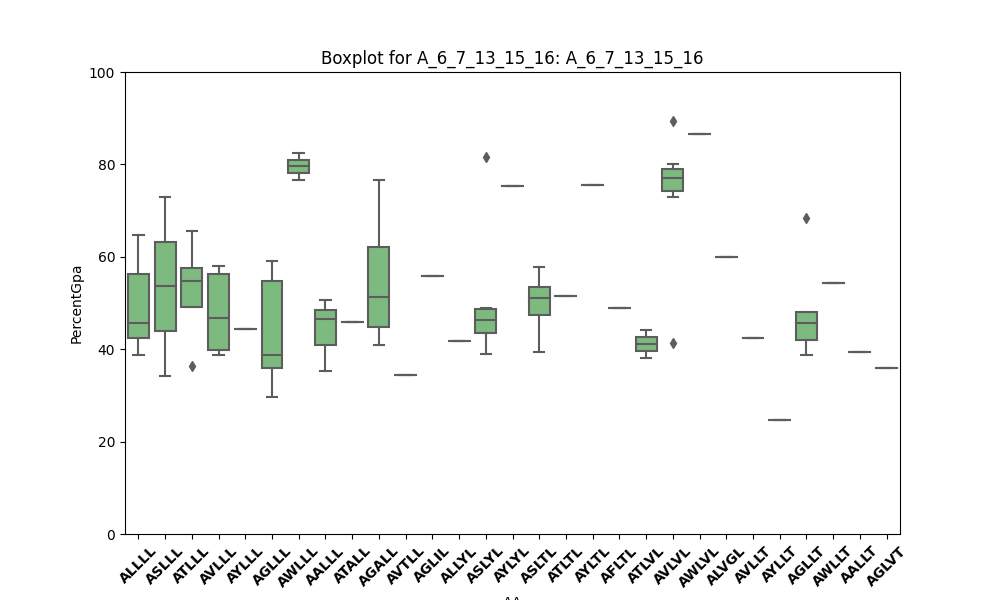 Boxplot for A_6_7_13_15_16: A_6_7_13_15_16
100
80
60
40
20
0
PercentGpa
ALLLL ASLLL ATLLL AVLLL AYLLL AGLLL AWLLL AALLL ATALL AGALL AVTLL AGLIL ALLYL ASLYL AYLYL ASLTL ATLTL AYLTL AFLTL ATLVL AVLVL AWLVL ALVGL AVLLT AYLLT AGLLT AWLLT AALLT AGLVT